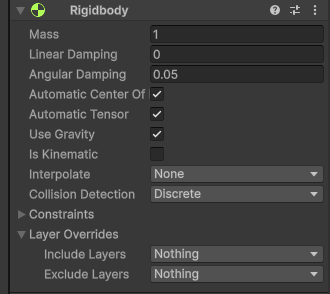 Rigidbody
Mass 1
Linear Damping 0
Angular Damping 0.05
Automatic Center Of
Automatic Tensor
Use Gravity
Is Kinematic
Interpolate None
Collision Detection Discrete
Constraints
Layer Overrides
Include Layers Nothing
Exclude Layers Nothing